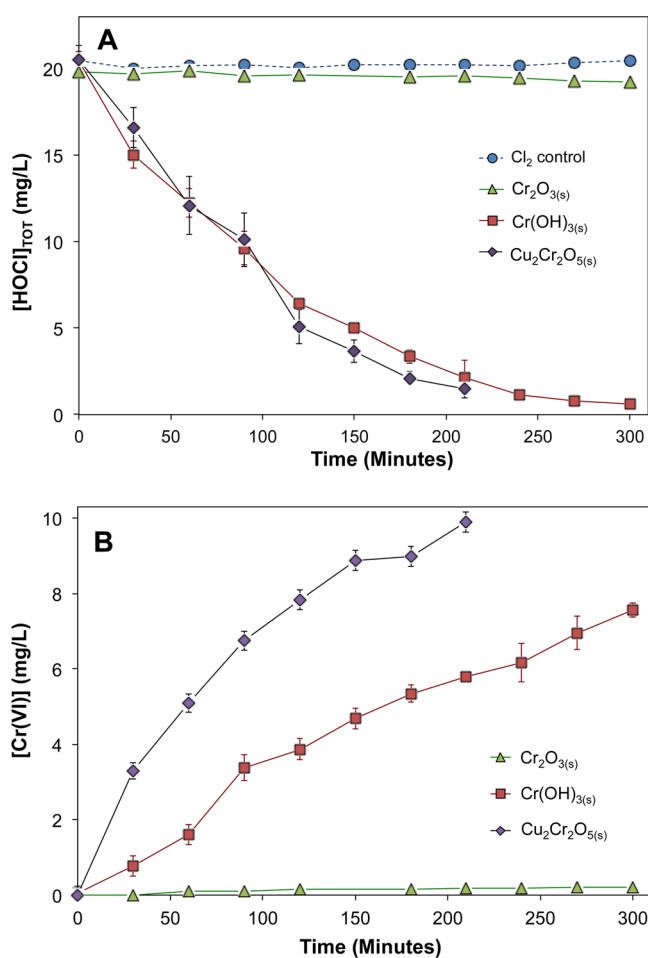 A
20
15
10
5
0
[HOCl]TOT (mg/L)
Cl2 control
Cr2O3(s)
Cr(OH)3(s)
Cu2Cr2O5(s)
0 50 100 150 200 250 300
Time (Minutes)
B
10
8
6
4
2
0
[Cr(VI)] (mg/L)
Cr2O3(s)
Cr(OH)3(s)
Cu2Cr2O5(s)
0 50 100 150 200 250 300
Time (Minutes)